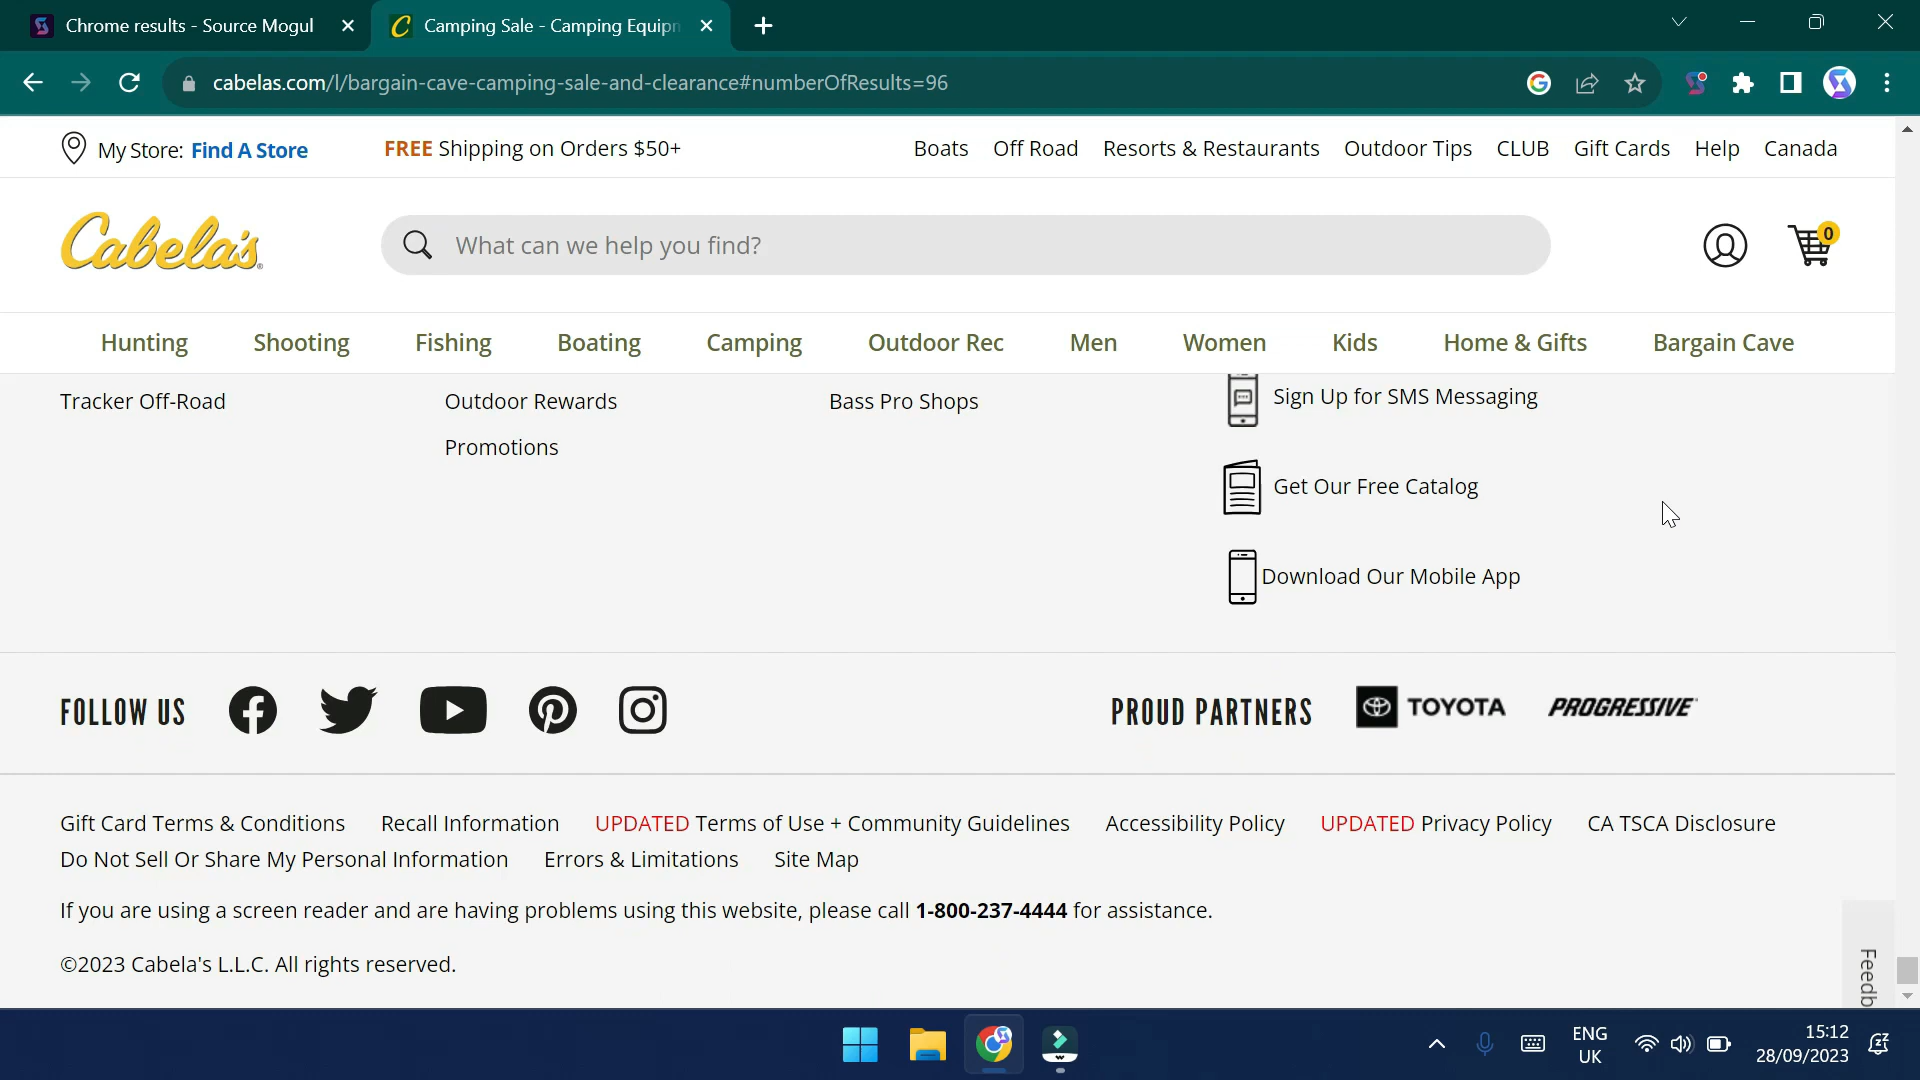 Chrome results - Source Mogul
Camping Sale - Camping Equipn
cabelas.com/l/bargain-cave-camping-sale-and-clearance#numberOfResults=96
My Store: Find A Store
FREE Shipping on Orders $50+
Boats Off Road Resorts & Restaurants Outdoor Tips CLUB Gift Cards Help Canada
Cabela's
What can we help you find?
0
Hunting Shooting Fishing Boating Camping Outdoor Rec Men Women Kids Home & Gifts Bargain Cave
Tracker Off-Road
Outdoor Rewards
Promotions
Bass Pro Shops
Sign Up for SMS Messaging
Get Our Free Catalog
Download Our Mobile App
FOLLOW US
PROUD PARTNERS
TOYOTA
PROGRESSIVE
Gift Card Terms & Conditions Recall Information UPDATED Terms of Use + Community Guidelines Accessibility Policy UPDATED Privacy Policy CA TSCA Disclosure
Do Not Sell Or Share My Personal Information Errors & Limitations Site Map
If you are using a screen reader and are having problems using this website, please call 1-800-237-4444 for assistance.
©2023 Cabela's L.L.C. All rights reserved.
Feedb
ENG
UK
15:12
28/09/2023